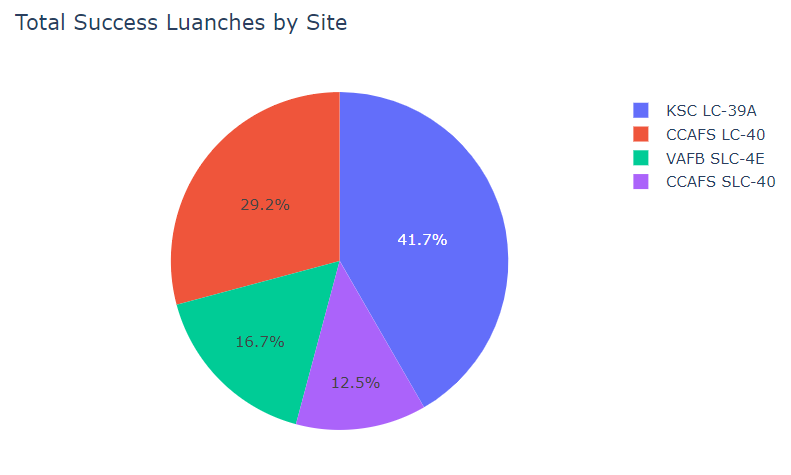 Total Success Luanches by Site
KSC LC-39A
CCAFS LC-40
VAFB SLC-4E
CCAFS SLC-40
29.2%
41.7%
16.7%
12.5%